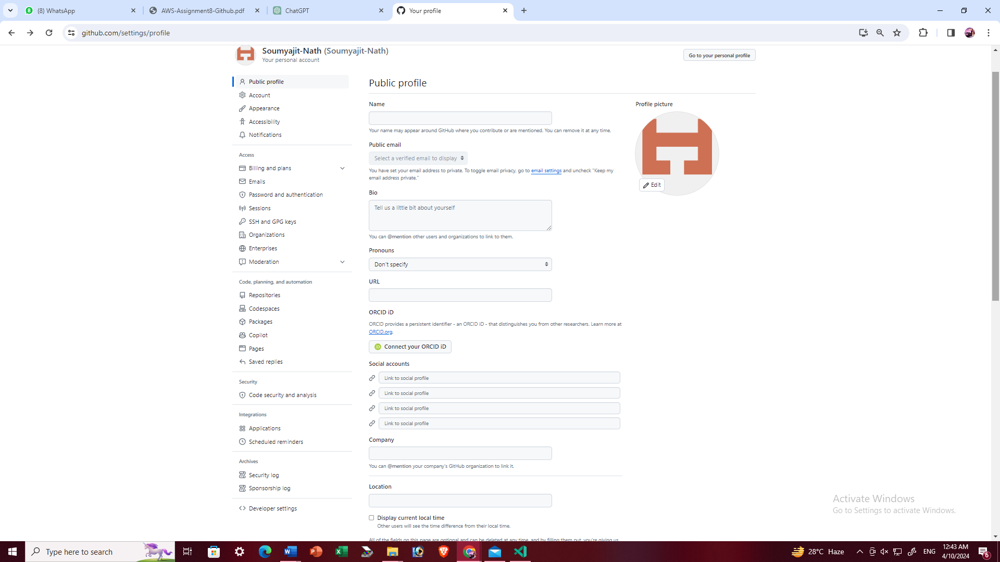 (8) WhatsApp
AWS-Assignment8-Github.pdf
ChatGPT
Your profile
github.com/settings/profile
Soumyajit-Nath (Soumyajit-Nath)
Your personal account
Go to your personal profile
Public profile
Account
Appearance
Accessibility
Notifications
Access
Billing and plans
Emails
Password and authentication
Sessions
SSH and GPG keys
Organizations
Enterprises
Moderation
Code, planning, and automation
Repositories
Codespaces
Packages
Copilot
Pages
Saved replies
Security
Code security and analysis
Integrations
Applications
Scheduled reminders
Archives
Security log
Sponsorship log
Developer settings
Public profile
Name
Your name may appear around GitHub where you contribute or are mentioned. You can remove it at any time.
Public email
Select a verified email to display
You have set your email address to private. To toggle email privacy, go to email settings and uncheck "Keep my
email address private."
Bio
Tell us a little bit about yourself
You can @mention other users and organizations to link to them.
Pronouns
Don't specify
URL
ORCID iD
ORCID provides a persistent identifier - an ORCID iD - that distinguishes you from other researchers. Learn more at
ORCID.org.
Connect your ORCID iD
Social accounts
Link to social profile
Link to social profile
Link to social profile
Link to social profile
Company
You can @mention your company's GitHub organization to link it.
Location
Display current local time
Other users will see the time difference from their local time.
All of the fields on this page are optional and can be deleted at any time, and by filling them out, you're giving us
Profile picture
Edit
Activate Windows
Go to Settings to activate Windows.
Type here to search
28°C Haze
ENG
12:43 AM
4/10/2024
6